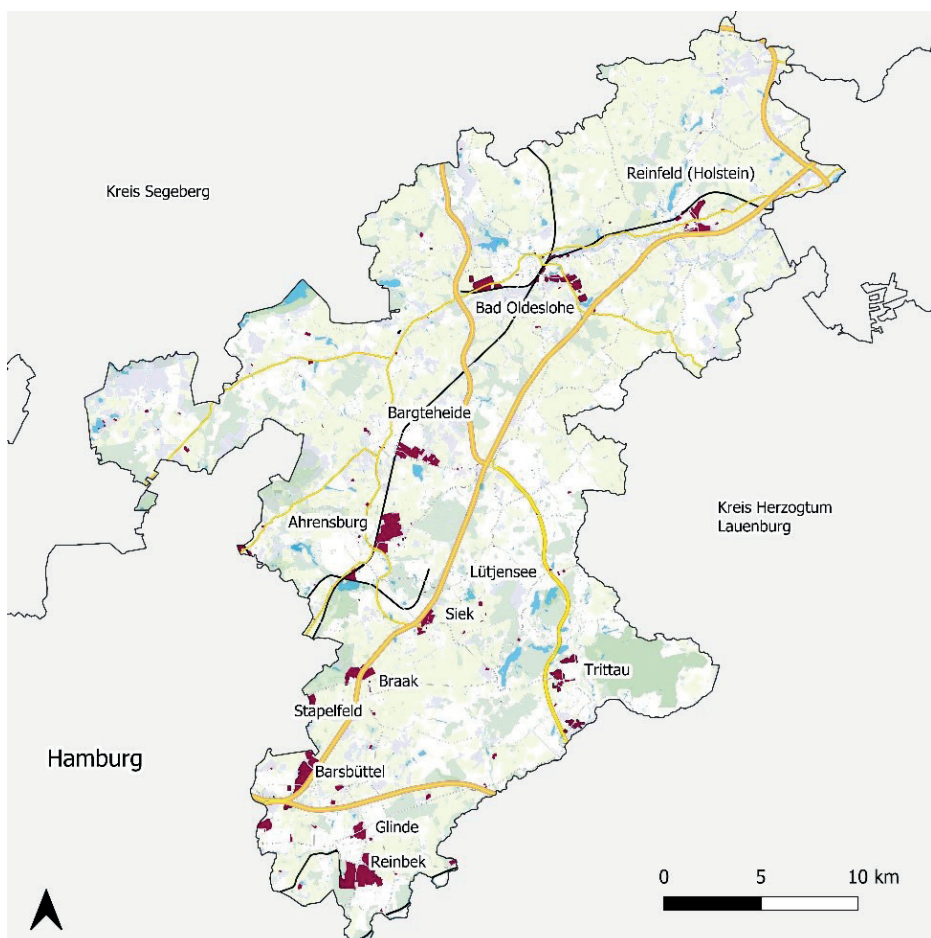 Reinfeld (Holstein)
Kreis Segeberg
Bad Oldeslohe
Bargteheide
Kreis Herzogtum
Lauenburg
Ahrensburg
Lütjensee
Siek
Trittau
Braak
Stapelfeld
Hamburg
Barsbüttel
Glinde
Reinbek
0 5 10 km